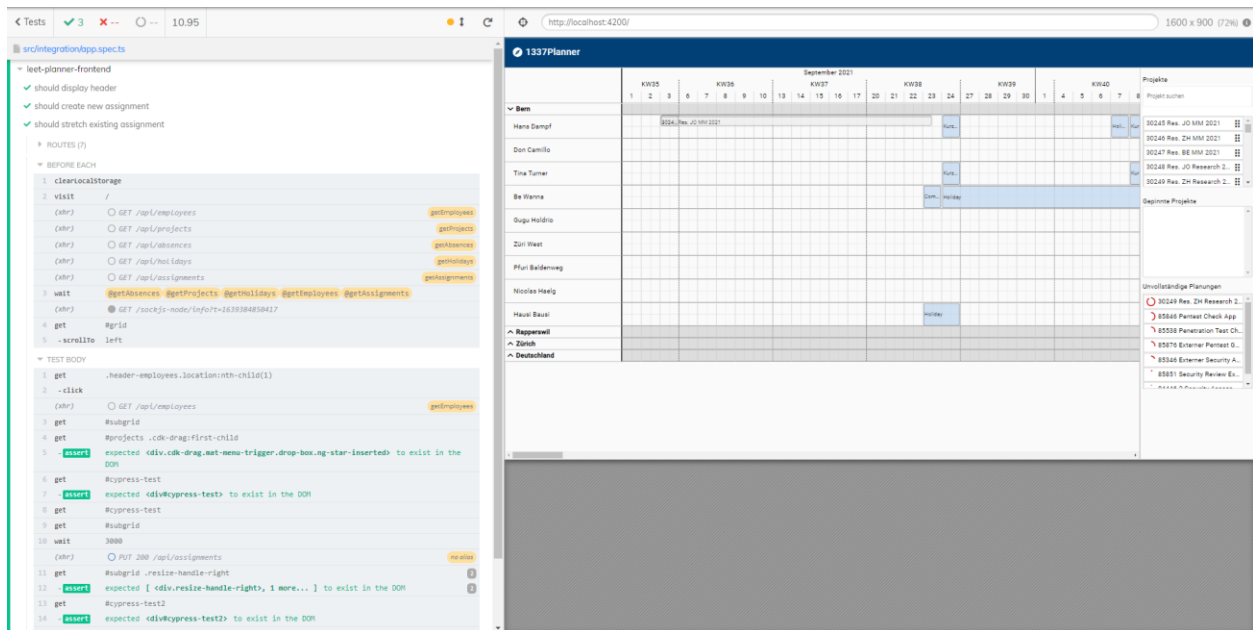 Tests 3 -- -- 10.95
src/integration/app.spec.ts
leet-planner-frontend
should display header
should create new assignment
should stretch existing assignment
ROUTES (7)
BEFORE EACH
1 clearLocalStorage
2 visit /
(xhr) GET /api/employees getEmployees
(xhr) GET /api/projects getProjects
(xhr) GET /api/absences getAbsences
(xhr) GET /api/holidays getHolidays
(xhr) GET /api/assignments getAssignments
3 wait @getAbsences @getProjects @getHolidays @getEmployees @getAssignments
(xhr) GET /sockjs-node/info?t=1639384850417
4 get #grid
5 -scrollTo left
TEST BODY
1 get .header-employees.location:nth-child(1)
2 -click
(xhr) GET /api/employees getEmployees
3 get #subgrid
4 get #projects .cdk-drag:first-child
5 -assert expected <div.cdk-drag.mat-menu-trigger.drop-box.ng-star-inserted> to exist in the
DOM
6 get #cypress-test
7 -assert expected <div#cypress-test> to exist in the DOM
8 get #cypress-test
9 get #subgrid
10 wait 3000
(xhr) PUT 200 /api/assignments no alias
11 get #subgrid .resize-handle-right 2
12 -assert expected [ <div.resize-handle-right>, 1 more... ] to exist in the DOM 2
13 get #cypress-test2
14 -assert expected <div#cypress-test2> to exist in the DOM
http://localhost:4200/ 1600 x 900 (72%)
1337Planner
September 2021
KW35 KW36 KW37 KW38 KW39 KW40
1 2 3 6 7 8 9 10 13 14 15 16 17 20 21 22 23 24 27 28 29 30 1 4 5 6 7 8
Bern
Hans Dampf 3024... Res. JO MM 2021 Kurs... Holi... Kur
Don Camillo
Tina Turner Kurs... Kur
Be Wanna Com... Holiday
Gugu Holdrio
Züri West
Pfuri Baldenweg
Nicolas Haelg
Hausi Bausi Holiday
Rapperswil
Zürich
Deutschland
Projekte
Projekt suchen
30245 Res. JO MM 2021
30246 Res. ZH MM 2021
30247 Res. BE MM 2021
30248 Res. JO Research 2...
30249 Res. ZH Research 2...
Gepinnte Projekte
Unvollständige Planungen
30249 Res. ZH Research 2...
85846 Pentest Check App
85538 Penetration Test Ch...
85876 Externer Pentest G...
85346 Externer Security A...
85851 Security Review Ex...